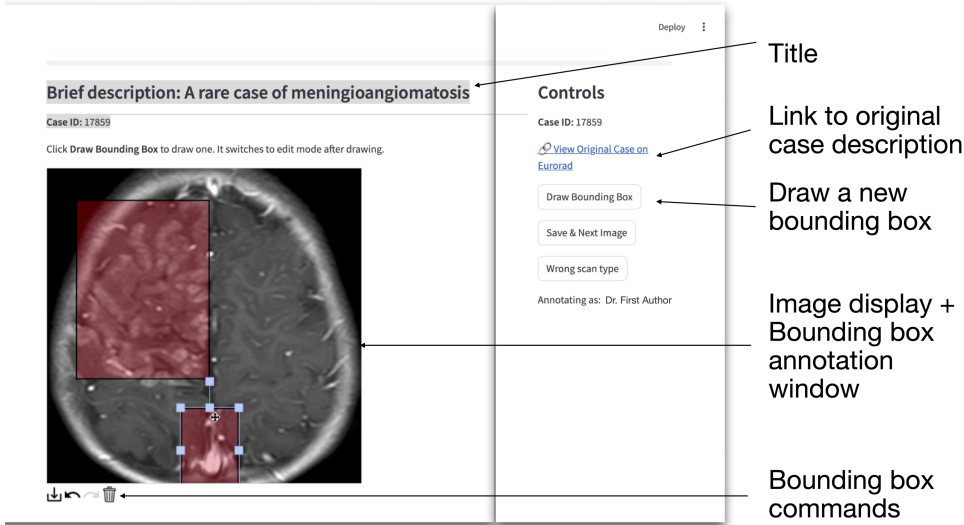 Deploy
Brief description: A rare case of meningioangiomatosis
Case ID: 17859
Click Draw Bounding Box to draw one. It switches to edit mode after drawing.
Controls
Case ID: 17859
View Original Case on
Eurorad
Draw Bounding Box
Save & Next Image
Wrong scan type
Annotating as: Dr. First Author
Title
Link to original
case description
Draw a new
bounding box
Image display +
Bounding box
annotation
window
Bounding box
commands